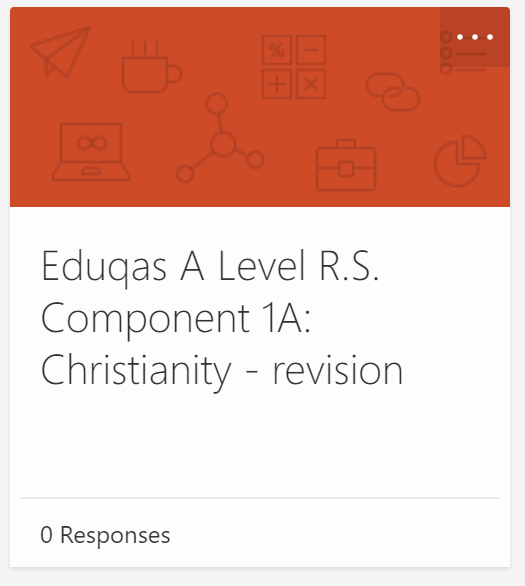 Eduqas A Level R.S.
Component 1A:
Christianity - revision
0 Responses